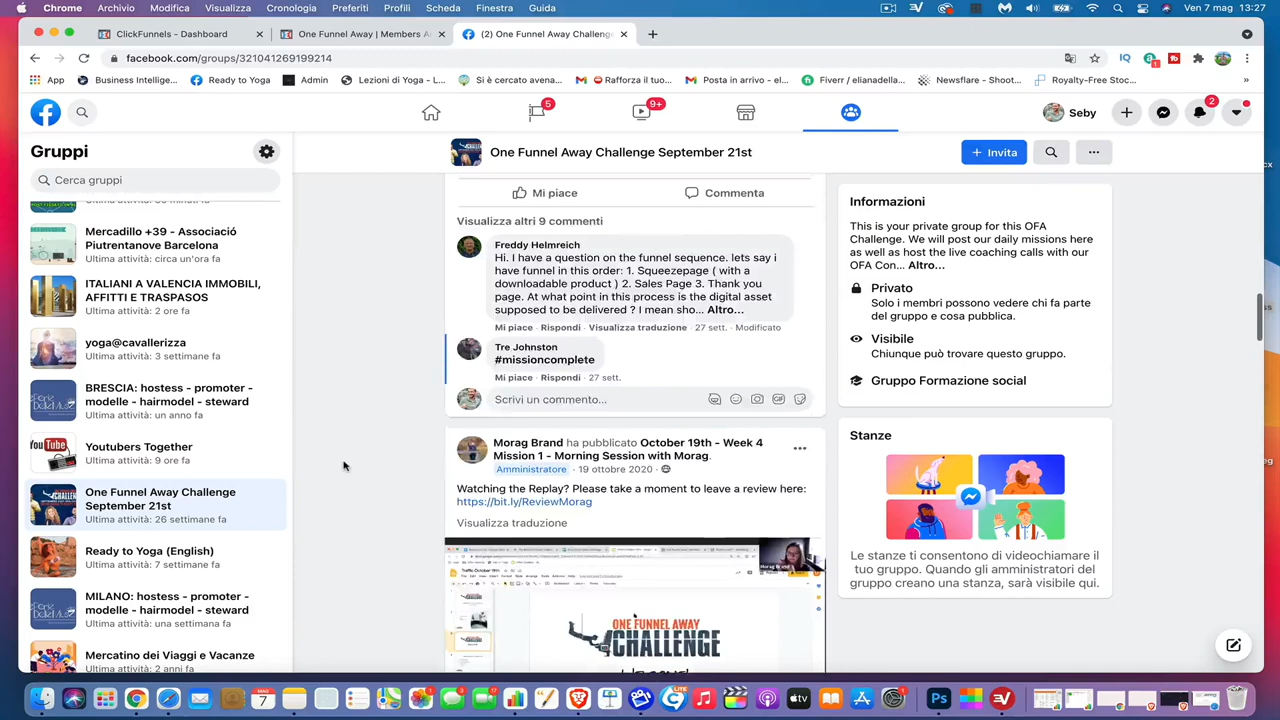 Chrome Archivio Modifica Visualizza Cronologia Preferiti Profili Scheda Finestra Guida Ven 7 mag 13:27
ClickFunnels - Dashboard One Funnel Away | Members A (2) One Funnel Away Challenge
facebook.com/groups/321041269199214
App Business Intellige... Ready to Yoga Admin Lezioni di Yoga - L... Si è cercato avena... Rafforza il tuo... Posta in arrivo - el... Fiverr / elianadella... Newsflare - Shoot... Royalty-Free Stoc... »
5 9+ Seby 2
Gruppi
Cerca gruppi
Mercadillo +39 - Associació
Piutrentanove Barcelona
Ultima attività: circa un'ora fa
ITALIANI A VALENCIA IMMOBILI,
AFFITTI E TRASPASOS
Ultima attività: 2 ore fa
yoga@cavallerizza
Ultima attività: 3 settimane fa
BRESCIA: hostess - promoter -
modelle - hairmodel - steward
Ultima attività: un anno fa
Youtubers Together
Ultima attività: 9 ore fa
One Funnel Away Challenge
September 21st
Ultima attività: 26 settimane fa
Ready to Yoga (English)
Ultima attività: 7 settimane fa
MILANO: hostess - promoter -
modelle - hairmodel - steward
Ultima attività: una settimana fa
Mercatino dei Viaggi e Vacanze
Ultima attività: 2 anni fa
One Funnel Away Challenge September 21st
+ Invita
Mi piace Commenta
Visualizza altri 9 commenti
Freddy Helmreich
Hi. I have a question on the funnel sequence. lets say i
have funnel in this order: 1. Squeezepage ( with a
downloadable product ) 2. Sales Page 3. Thank you
page. At what point in this process is the digital asset
supposed to be delivered ? I mean sho... Altro...
Mi piace · Rispondi · Visualizza traduzione · 27 sett. · Modificato
Tre Johnston
#missioncomplete
Mi piace · Rispondi · 27 sett.
Scrivi un commento...
GIF
Morag Brand ha pubblicato October 19th - Week 4
Mission 1 - Morning Session with Morag.
Amministratore · 19 ottobre 2020 ·
Watching the Replay? Please take a moment to leave a review here:
https://bit.ly/ReviewMorag
Visualizza traduzione
Traffic October 19th
Morag Brand
ONE FUNNEL AWAY
CHALLENGE
Informazioni
This is your private group for this OFA
Challenge. We will post our daily missions here
as well as host the live coaching calls with our
OFA Con... Altro...
Privato
Solo i membri possono vedere chi fa parte
del gruppo e cosa pubblica.
Visibile
Chiunque può trovare questo gruppo.
Gruppo Formazione social
Stanze
Le stanze ti consentono di videochiamare il
tuo gruppo. Quando gli amministratori del
gruppo creano una stanza, sarà visibile qui.